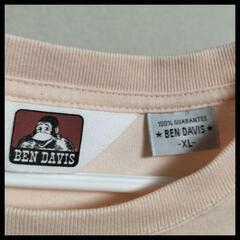 BEN DAVIS
100% GUARANTEE
★ BEN DAVIS ★
-XL-